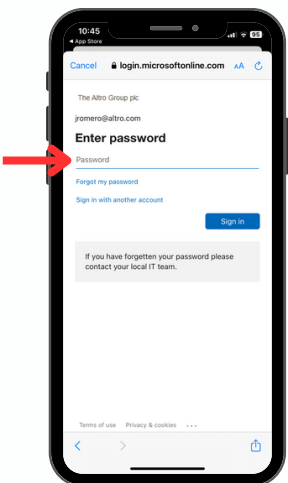 10:45
95
App Store
Cancel
login.microsoftonline.com
AA
The Altro Group plc
jromero@altro.com
Enter password
Password
Forgot my password
Sign in with another account
Sign in
If you have forgetten your password please
contact your local IT team.
Terms of use Privacy & cookies ...